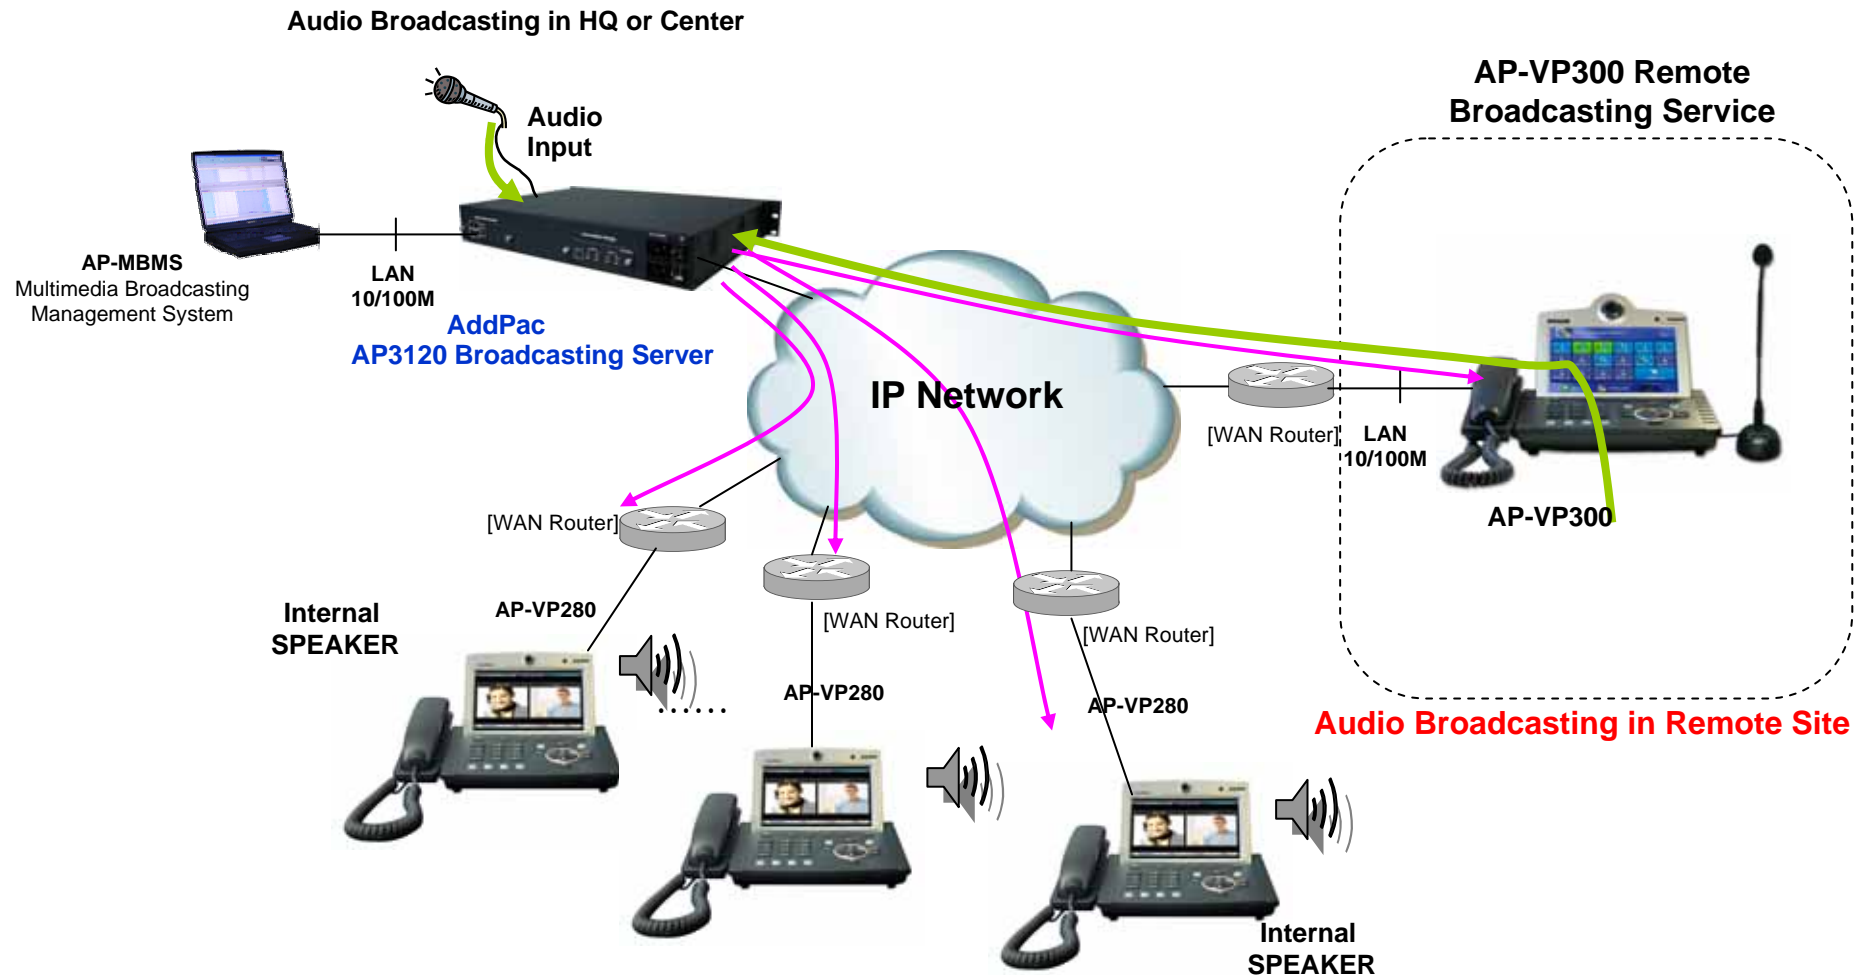 Audio Broadcasting in HQ or Center
AP-VP300 Remote
Broadcasting Service
Audio
Input
AP-MBMS
Multimedia Broadcasting
Management System
LAN
10/100M
AddPac
AP3120 Broadcasting Server
IP Network
[WAN Router]
LAN
10/100M
AP-VP300
[WAN Router]
AP-VP280
Internal
SPEAKER
[WAN Router]
[WAN Router]
AP-VP280
......
AP-VP280
Audio Broadcasting in Remote Site
Internal
SPEAKER